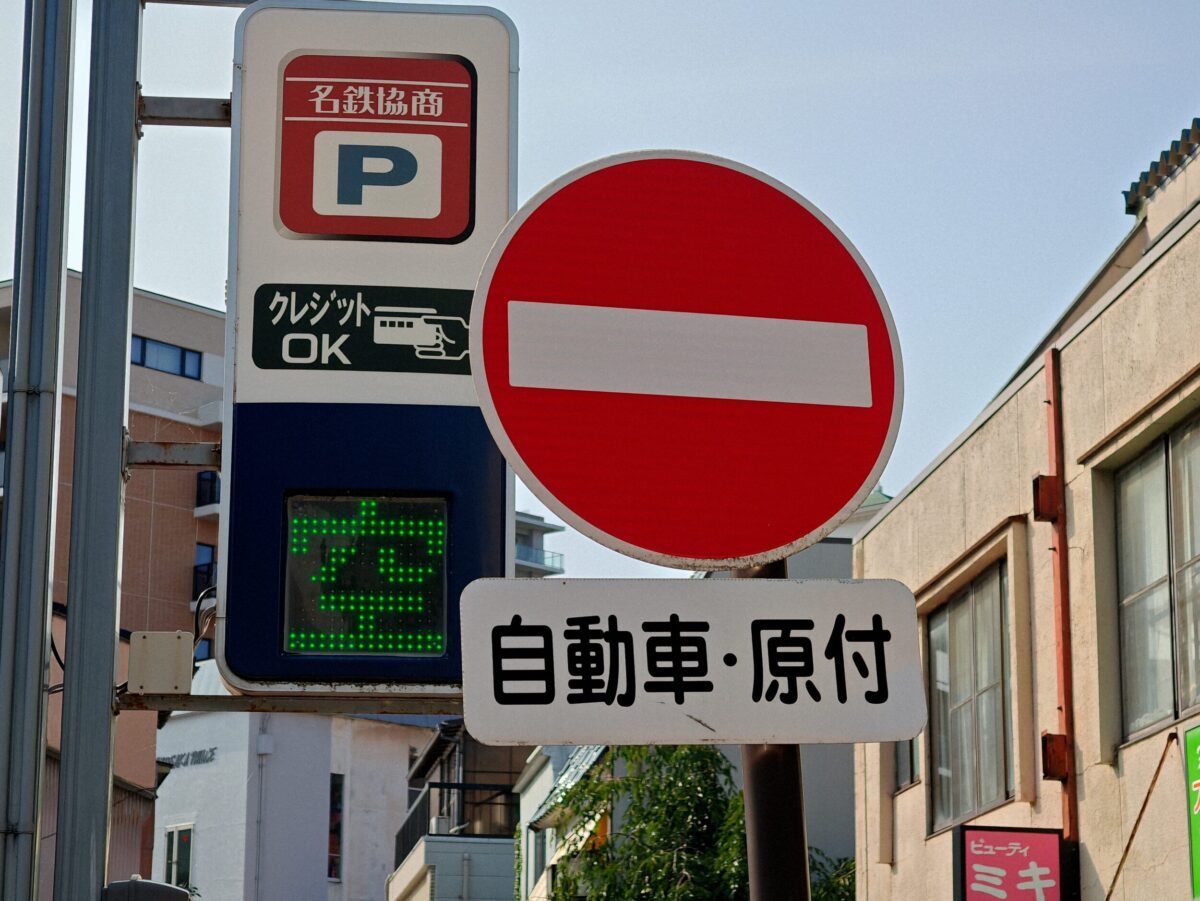 名鉄協商
P
クレジット
OK
空
自動車・原付
ビューティ
ミキ